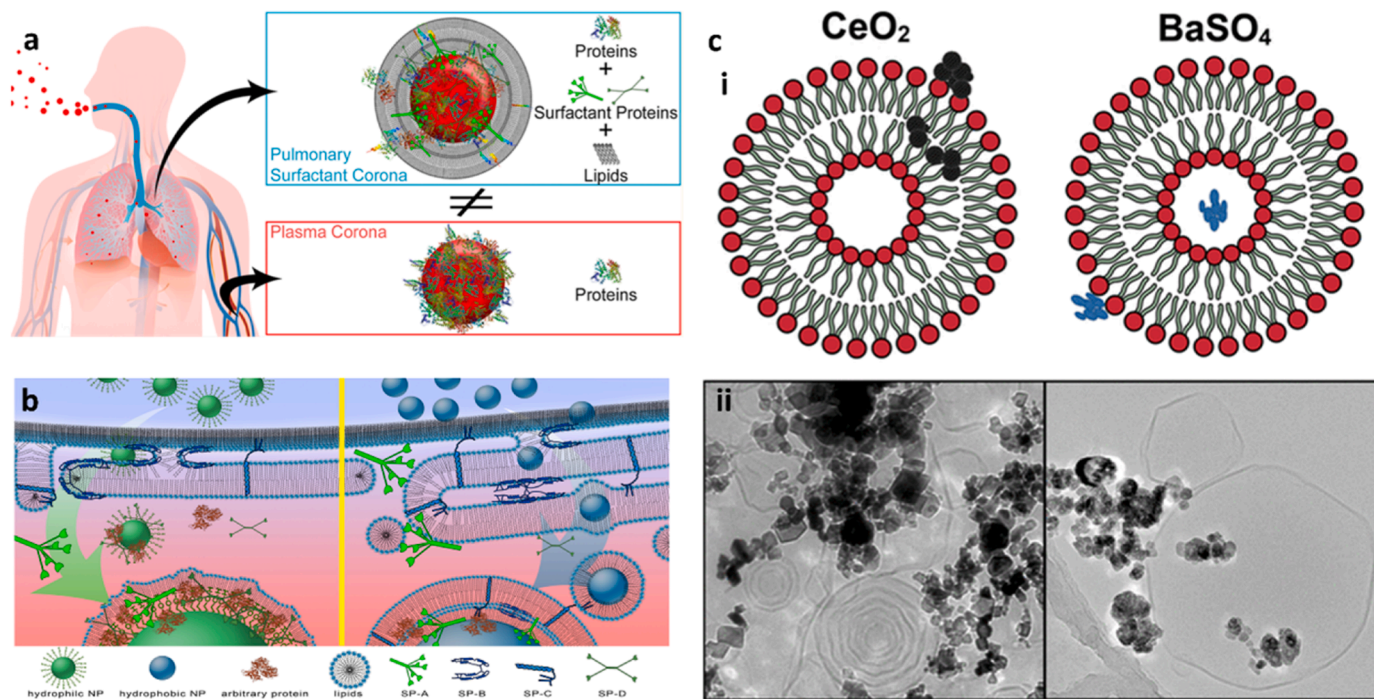 a
Proteins
+
Surfactant Proteins
+
Lipids
Pulmonary
Surfactant Corona
≠
Plasma Corona
Proteins
b
hydrophilc NP
hydrophobic NP
arbitrary protein
lipids
SP-A
SP-B
SP-C
SP-D
c
CeO₂
BaSO₄
i
ii